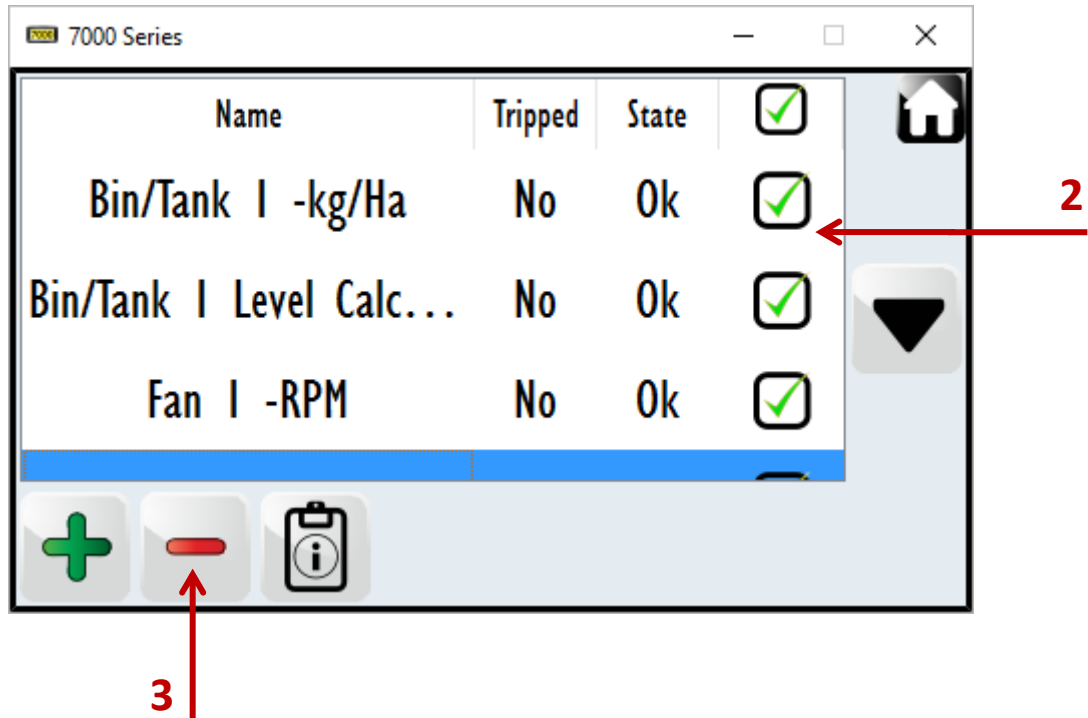 7000 7000 Series
Name Tripped State
Bin/Tank 1 -kg/Ha No Ok
2
Bin/Tank 1 Level Calc... No Ok
Fan 1 -RPM No Ok
i
3